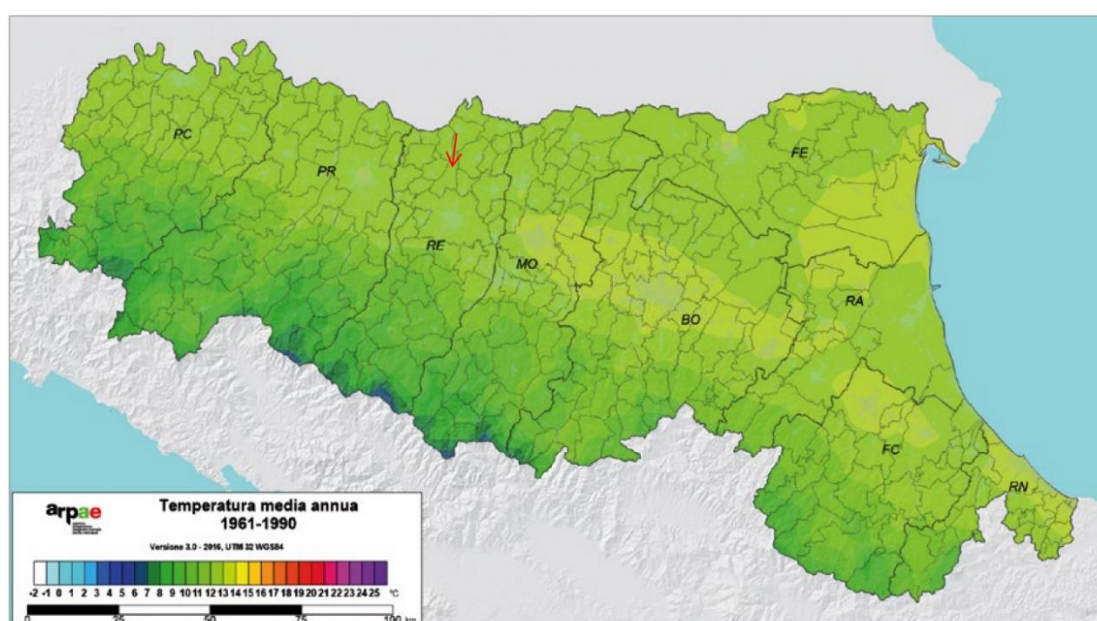 PC
FE
PR
RE
MO
RA
BO
FC
RN
arpae
Temperatura media annua
1961-1990
Versione 3.0 - 2016, UTM 32 WGS84
-2 -1 0 1 2 3 4 5 6 7 8 9 10 11 12 13 14 15 16 17 18 19 20 21 22 23 24 25 °C
0 25 50 75 100 km